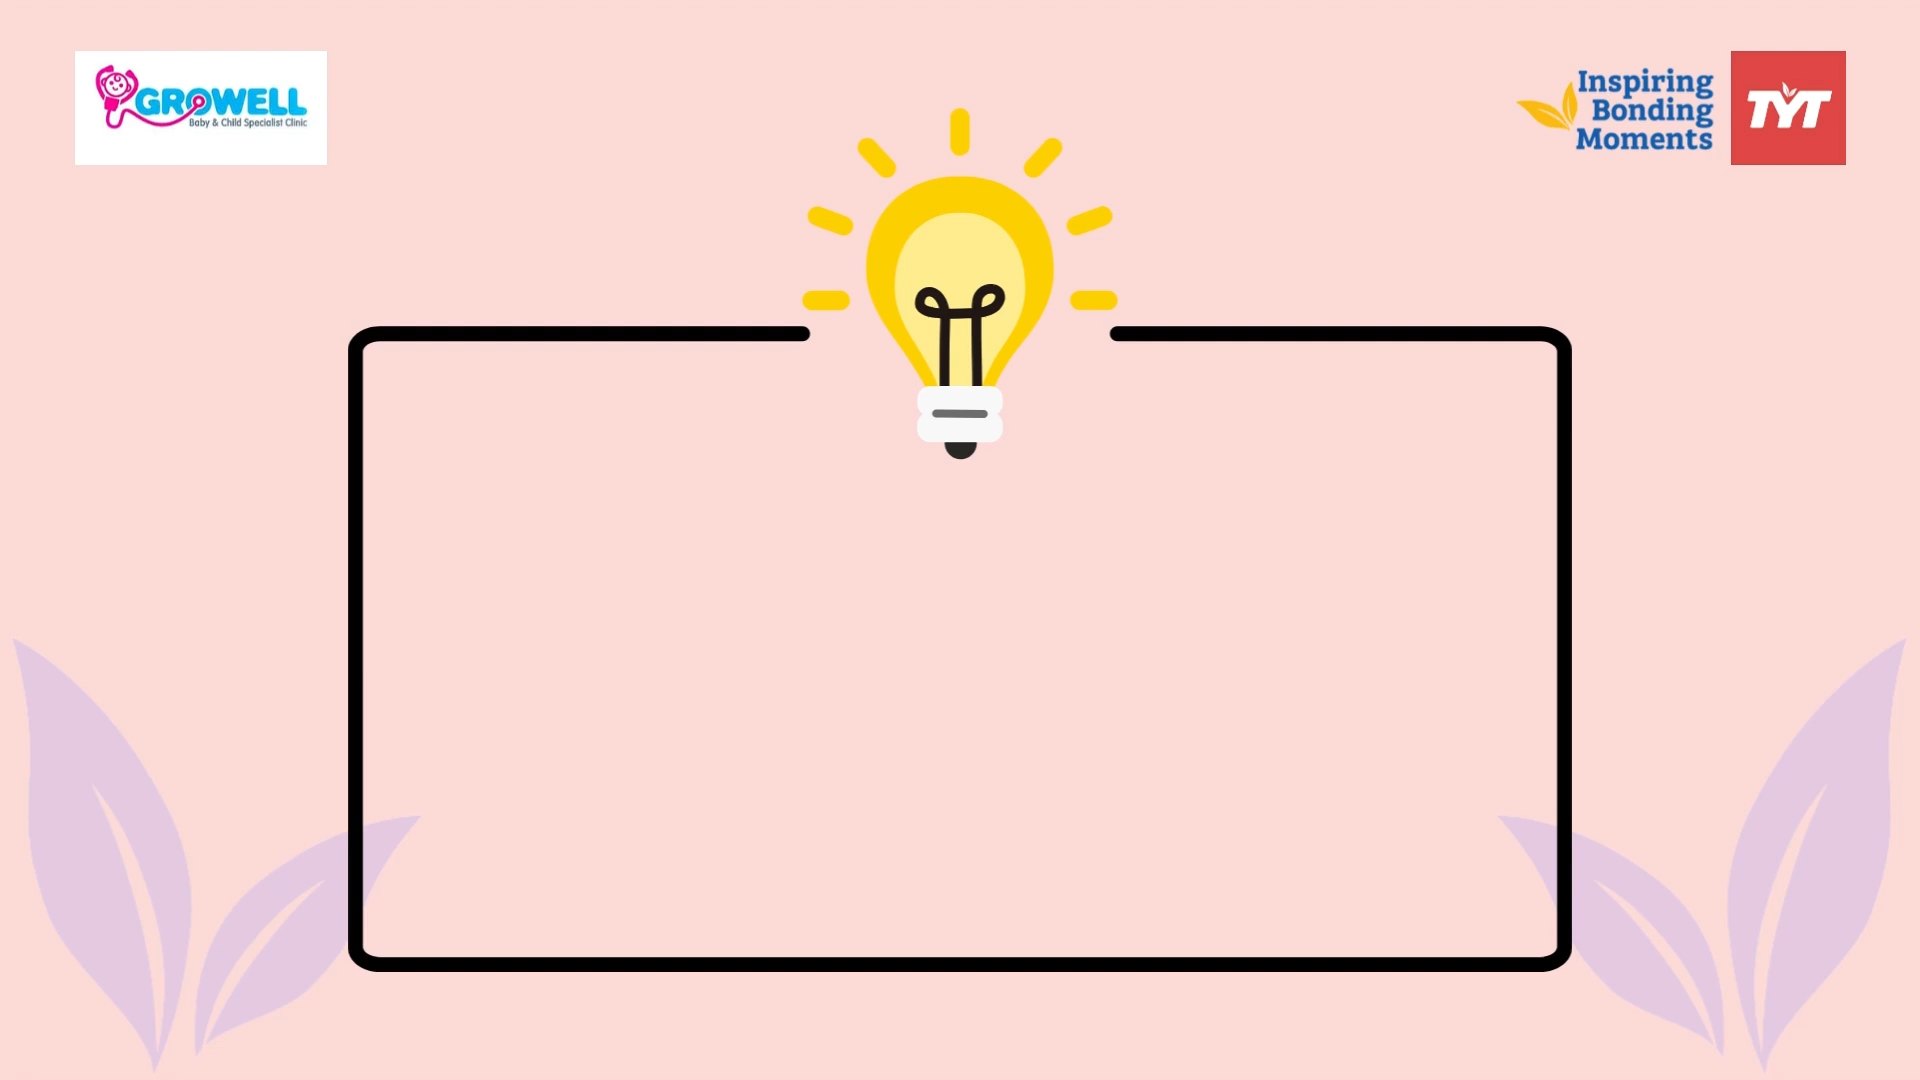 GROWELL
Baby & Child Specialist Clinic
Inspiring
Bonding
Moments
TYT